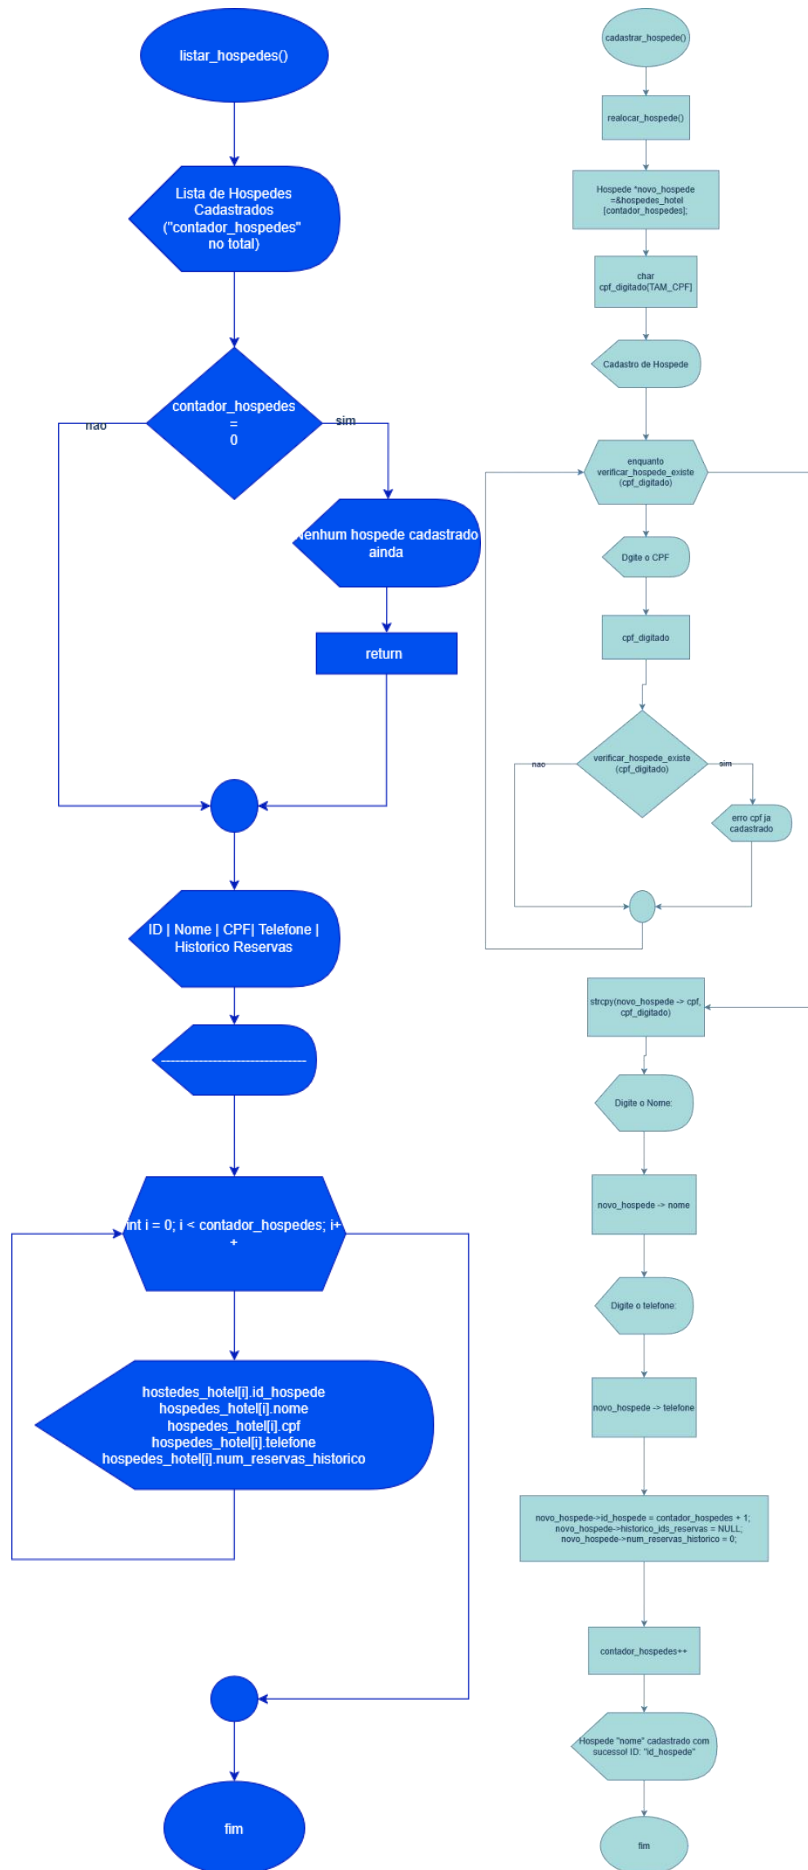 listar_hospedes()
Lista de Hospedes
Cadastrados
("contador_hospedes"
no total)
contador_hospedes
=
0
nao
sim
Nenhum hospede cadastrado
ainda
return
ID | Nome | CPF| Telefone |
Historico Reservas
--------------------------------
int i = 0; i < contador_hospedes; i+
+
hostedes_hotel[i].id_hospede
hospedes_hotel[i].nome
hospedes_hotel[i].cpf
hospedes_hotel[i].telefone
hospedes_hotel[i].num_reservas_historico
fim
cadastrar_hospede()
realocar_hospede()
Hospede *novo_hospede
=&hospedes_hotel
[contador_hospedes];
char
cpf_digitado[TAM_CPF]
Cadastro de Hospede
enquanto
verificar_hospede_existe
(cpf_digitado)
Dgite o CPF
cpf_digitado
verificar_hospede_existe
(cpf_digitado)
nao
sim
erro cpf ja
cadastrado
strcpy(novo_hospede -> cpf,
cpf_digitado)
Digite o Nome:
novo_hospede -> nome
Digite o telefone:
novo_hospede -> telefone
novo_hospede->id_hospede = contador_hospedes + 1;
novo_hospede->historico_ids_reservas = NULL;
novo_hospede->num_reservas_historico = 0;
contador_hospedes++
Hospede "nome" cadastrado com
sucesso! ID: "id_hospede"
fim